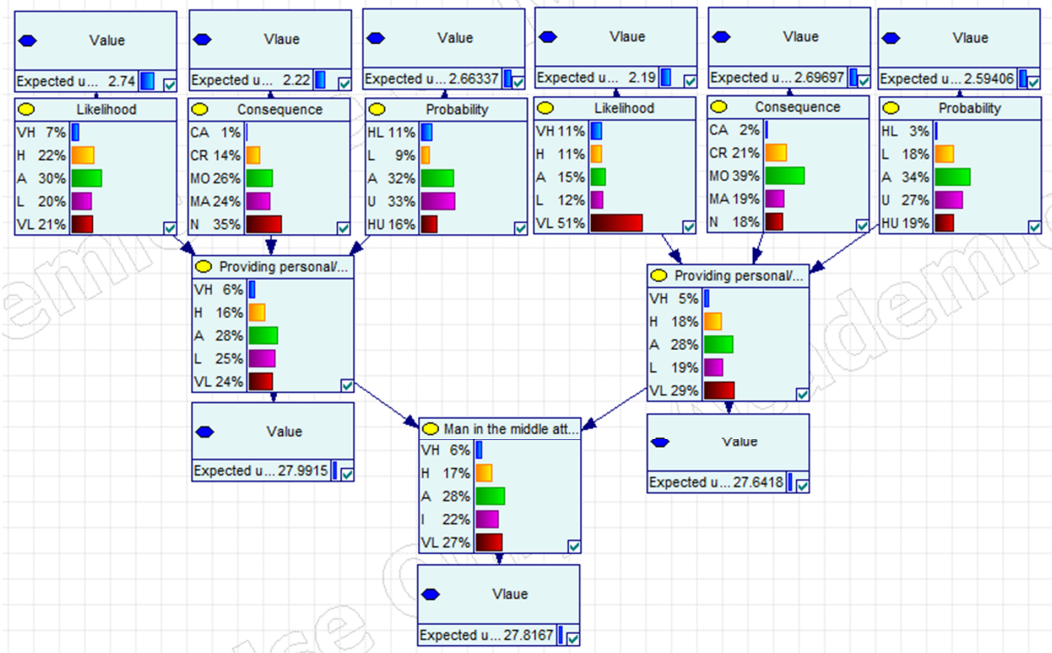 Value
Expected u... 2.74
Vlaue
Expected u... 2.22
Value
Expected u... 2.66337
Vlaue
Expected u... 2.19
Vlaue
Expected u... 2.69697
Vlaue
Expected u... 2.59406
Likelihood
VH 7%
H 22%
A 30%
L 20%
VL 21%
Consequence
CA 1%
CR 14%
MO 26%
MA 24%
N 35%
Probability
HL 11%
L 9%
A 32%
U 33%
HU 16%
Likelihood
VH 11%
H 11%
A 15%
L 12%
VL 51%
Consequence
CA 2%
CR 21%
MO 39%
MA 19%
N 18%
Probability
HL 3%
L 18%
A 34%
U 27%
HU 19%
Providing personal/...
VH 6%
H 16%
A 28%
L 25%
VL 24%
Providing personal/...
VH 5%
H 18%
A 28%
L 19%
VL 29%
Value
Expected u... 27.9915
Man in the middle att...
VH 6%
H 17%
A 28%
l 22%
VL 27%
Value
Expected u... 27.6418
Vlaue
Expected u... 27.8167